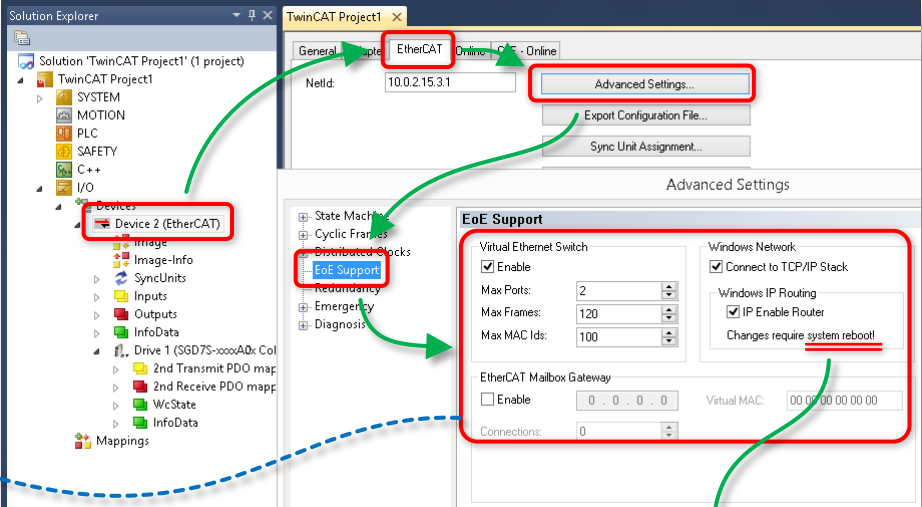 Solution Explorer
TwinCAT Project1
Solution 'TwinCAT Project1' (1 project)
TwinCAT Project1
SYSTEM
MOTION
PLC
SAFETY
C++
I/O
Devices
Device 2 (EtherCAT)
Image
Image-Info
SyncUnits
Inputs
Outputs
InfoData
Drive 1 (SGD7S-xxxxA0x Col
2nd Transmit PDO map
2nd Receive PDO mapp
WcState
InfoData
Mappings
General
EtherCAT
Online
- Online
NetId:
10.0.2.15.3.1
Advanced Settings...
Export Configuration File...
Sync Unit Assignment...
Advanced Settings
State Machine
Cyclic Frames
Distributed Clocks
EoE Support
Redundancy
Emergency
Diagnosis
EoE Support
Virtual Ethernet Switch
Enable
Max Ports:
2
Max Frames:
120
Max MAC Ids:
100
Windows Network
Connect to TCP/IP Stack
Windows IP Routing
IP Enable Router
Changes require system reboot!
EtherCAT Mailbox Gateway
Enable
0 . 0 . 0 . 0
Virtual MAC:
00 00 00 00 00 00
Connections:
0